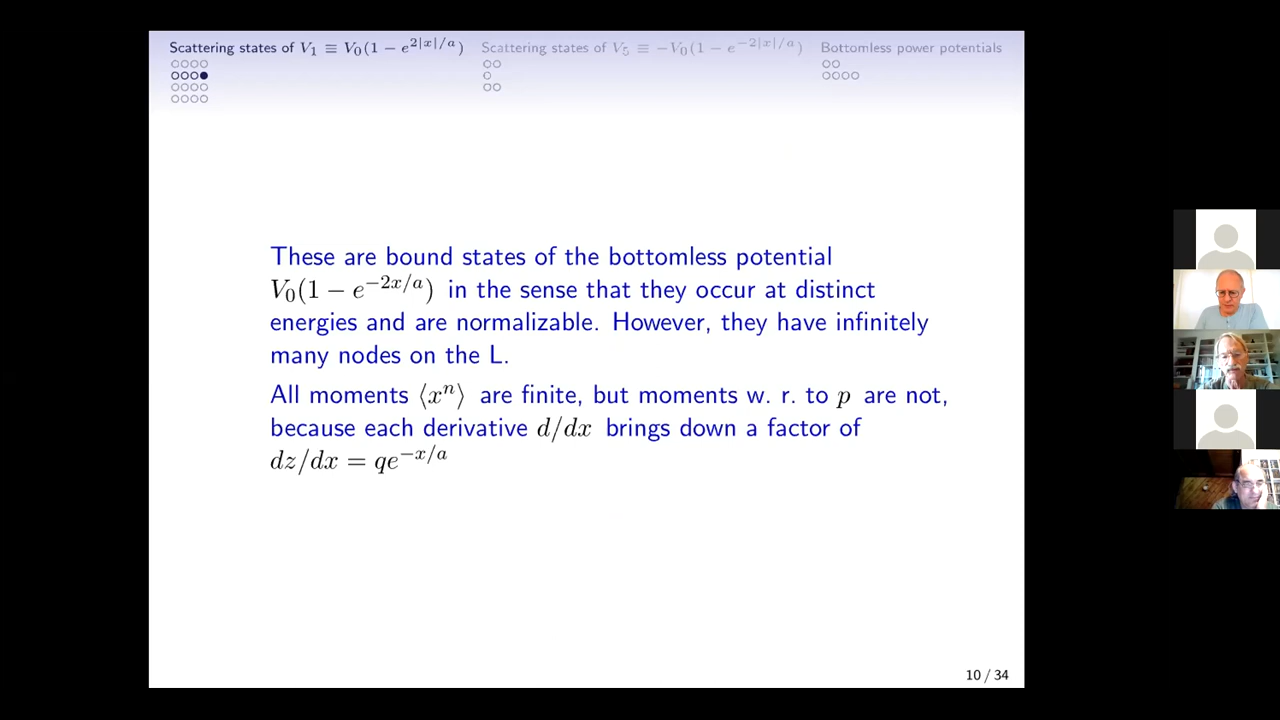 Scattering states of V₁ ≡ V₀(1 − e^{2|x|/a}) Scattering states of V₅ ≡ −V₀(1 − e^{−2|x|/a}) Bottomless power potentials
These are bound states of the bottomless potential
V₀(1 − e^{−2x/a}) in the sense that they occur at distinct
energies and are normalizable. However, they have infinitely
many nodes on the L.
All moments ⟨xⁿ⟩ are finite, but moments w. r. to p are not,
because each derivative d/dx brings down a factor of
dz/dx = qe^{−x/a}
10 / 34